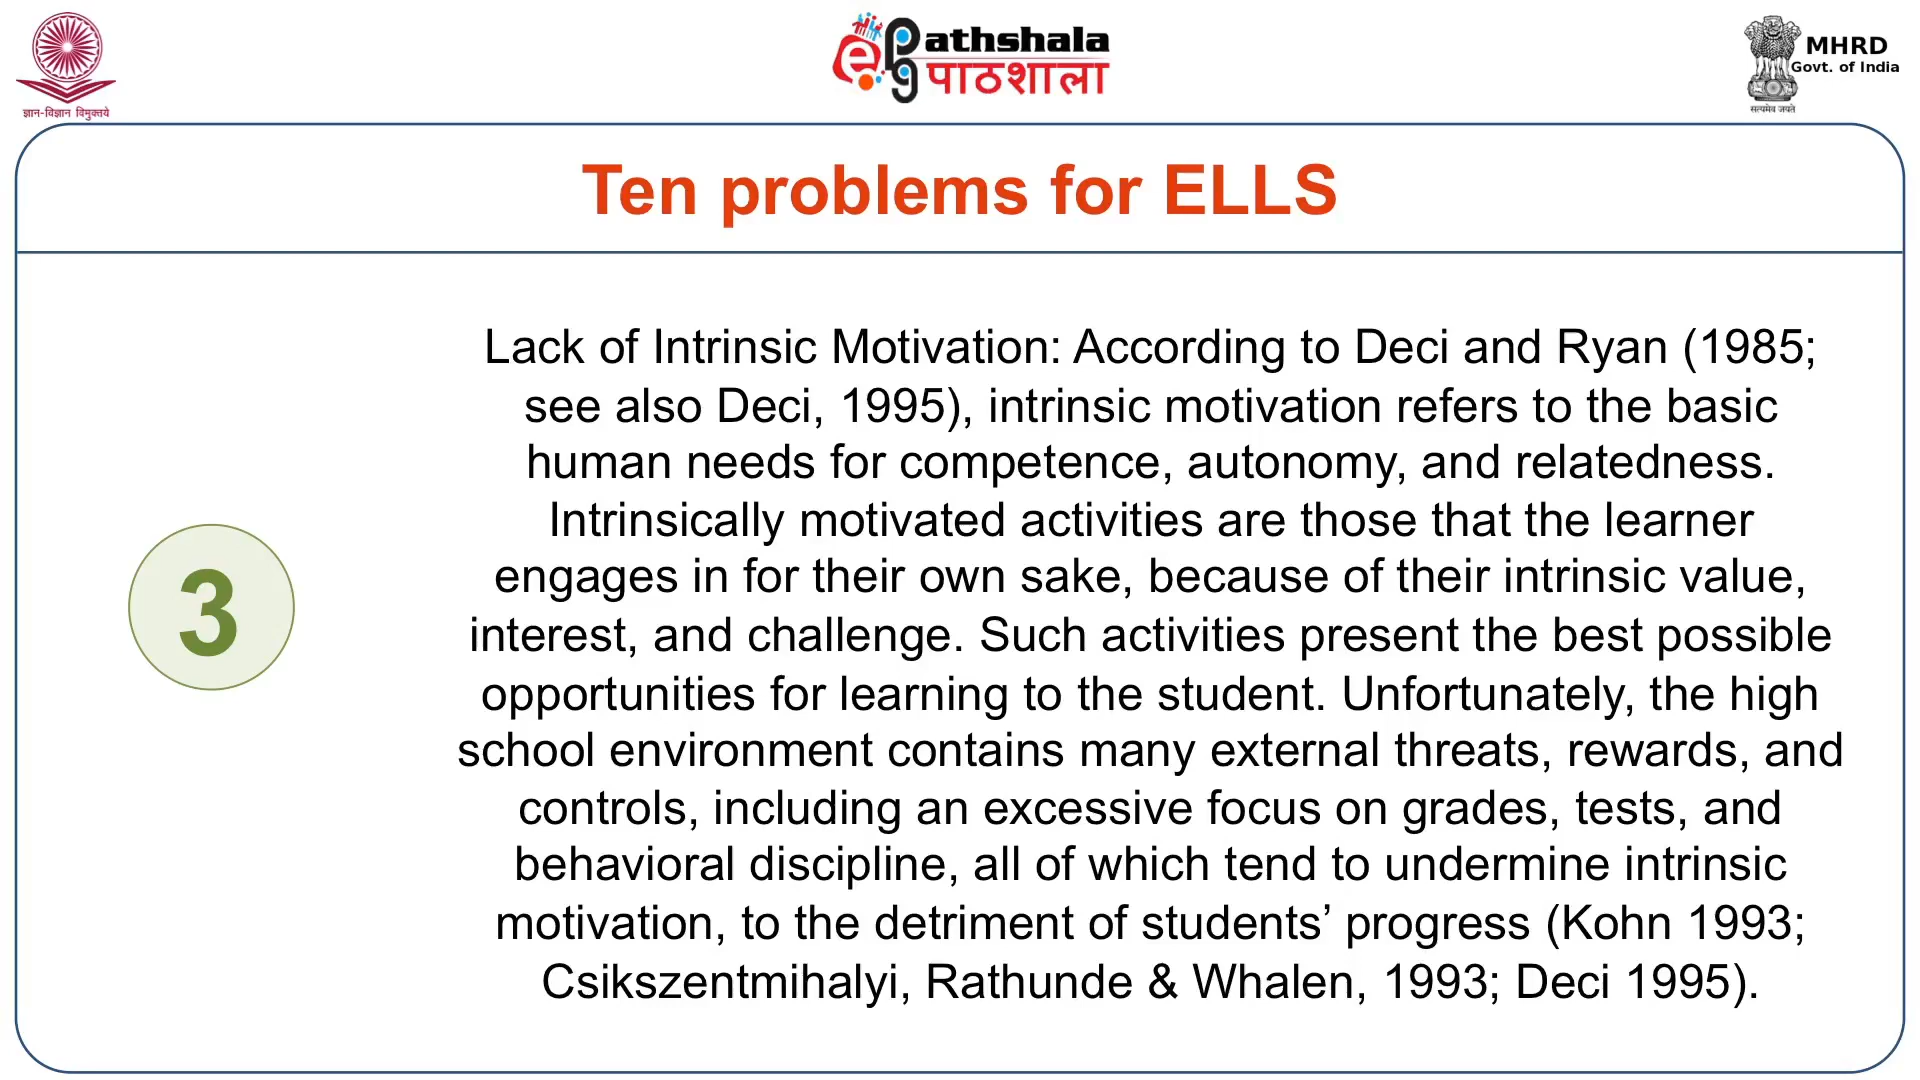 ज्ञान-विज्ञान विमुक्तये
ePathshala
पाठशाला
MHRD
Govt. of India
सत्यमेव जयते
Ten problems for ELLS
3
Lack of Intrinsic Motivation: According to Deci and Ryan (1985;
see also Deci, 1995), intrinsic motivation refers to the basic
human needs for competence, autonomy, and relatedness.
Intrinsically motivated activities are those that the learner
engages in for their own sake, because of their intrinsic value,
interest, and challenge. Such activities present the best possible
opportunities for learning to the student. Unfortunately, the high
school environment contains many external threats, rewards, and
controls, including an excessive focus on grades, tests, and
behavioral discipline, all of which tend to undermine intrinsic
motivation, to the detriment of students’ progress (Kohn 1993;
Csikszentmihalyi, Rathunde & Whalen, 1993; Deci 1995).